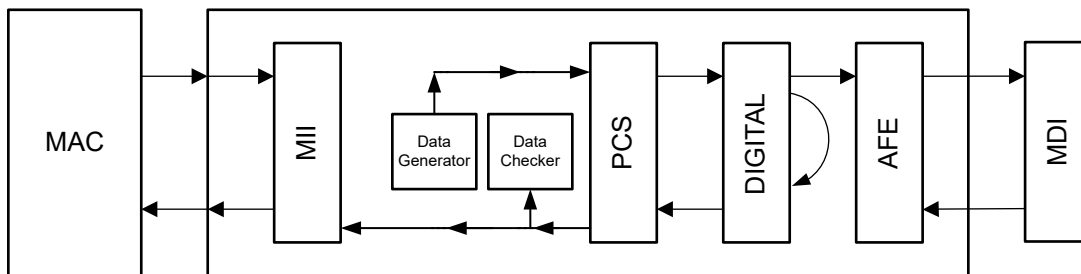 MAC
MII
Data
Generator
Data
Checker
PCS
DIGITAL
AFE
MDI